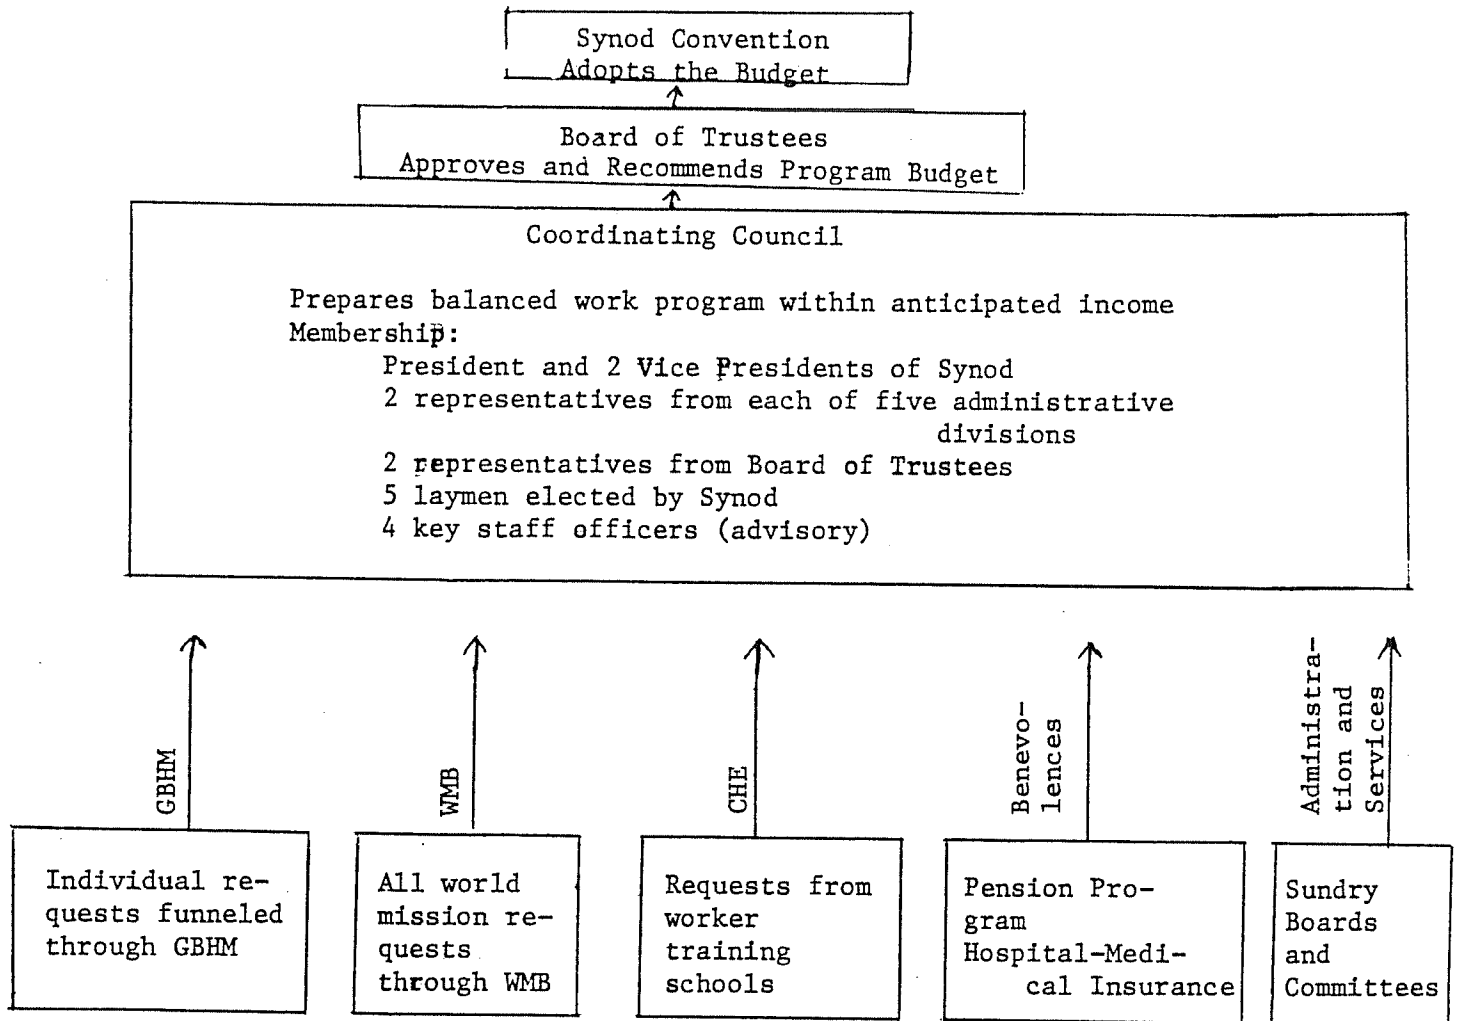 Synod Convention
Adopts the Budget
Board of Trustees
Approves and Recommends Program Budget
Coordinating Council
Prepares balanced work program within anticipated income
Membership:
President and 2 Vice Presidents of Synod
2 representatives from each of five administrative
divisions
2 representatives from Board of Trustees
5 laymen elected by Synod
4 key staff officers (advisory)
GBHM
WMB
CHE
Benevo-
lences
Administra-
tion and
Services
Individual re-
quests funneled
through GBHM
All world
mission re-
quests
through WMB
Requests from
worker
training
schools
Pension Pro-
gram
Hospital-Medi-
cal Insurance
Sundry
Boards
and
Committees